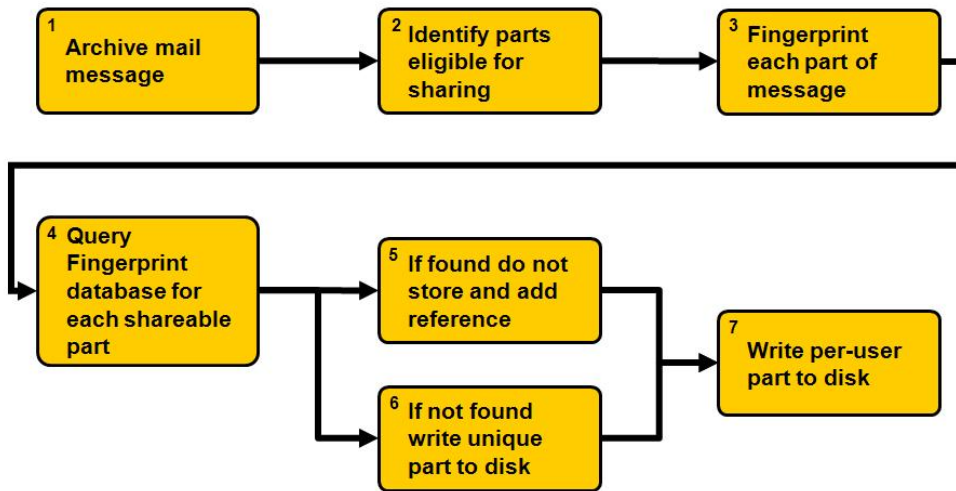 1
Archive mail
message
2
Identify parts
eligible for
sharing
3
Fingerprint
each part of
message
4
Query
Fingerprint
database for
each shareable
part
5
If found do not
store and add
reference
6
If not found
write unique
part to disk
7
Write per-user
part to disk